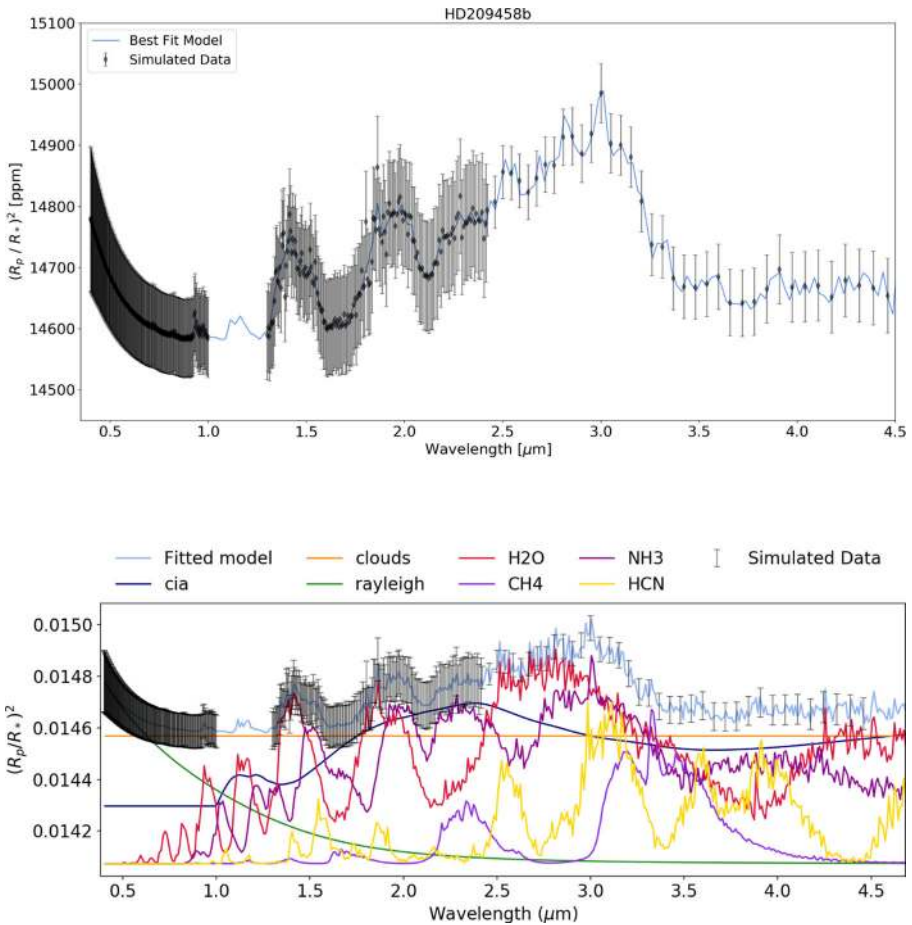 HD209458b
15100
15000
14900
14800
14700
14600
14500
(Rp / R*)² [ppm]
Best Fit Model
Simulated Data
0.5 1.0 1.5 2.0 2.5 3.0 3.5 4.0 4.5
Wavelength [μm]
Fitted model clouds H2O NH3 Simulated Data
cia rayleigh CH4 HCN
0.0150
0.0148
0.0146
0.0144
0.0142
(Rp/R*)²
0.5 1.0 1.5 2.0 2.5 3.0 3.5 4.0 4.5
Wavelength (μm)